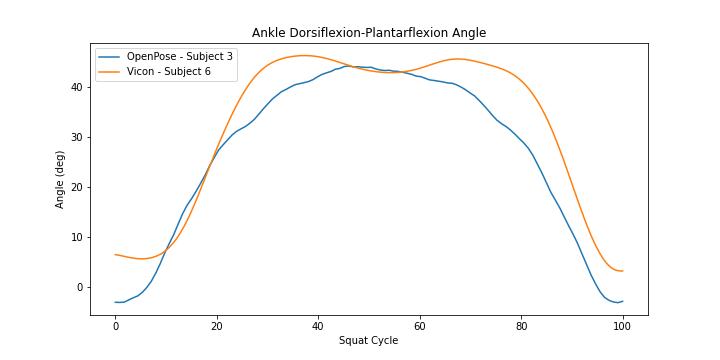 Ankle Dorsiflexion-Plantarflexion Angle
OpenPose - Subject 3
Vicon - Subject 6
Angle (deg)
40
30
20
10
0
0 20 40 60 80 100
Squat Cycle